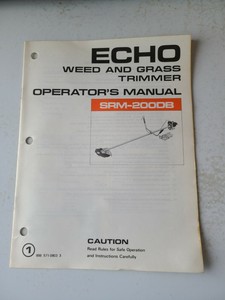 ECHO
WEED AND GRASS
TRIMMER
OPERATOR'S MANUAL
SRM-200DB
CAUTION
Read Rules for Safe Operation
and Instructions Carefully
1